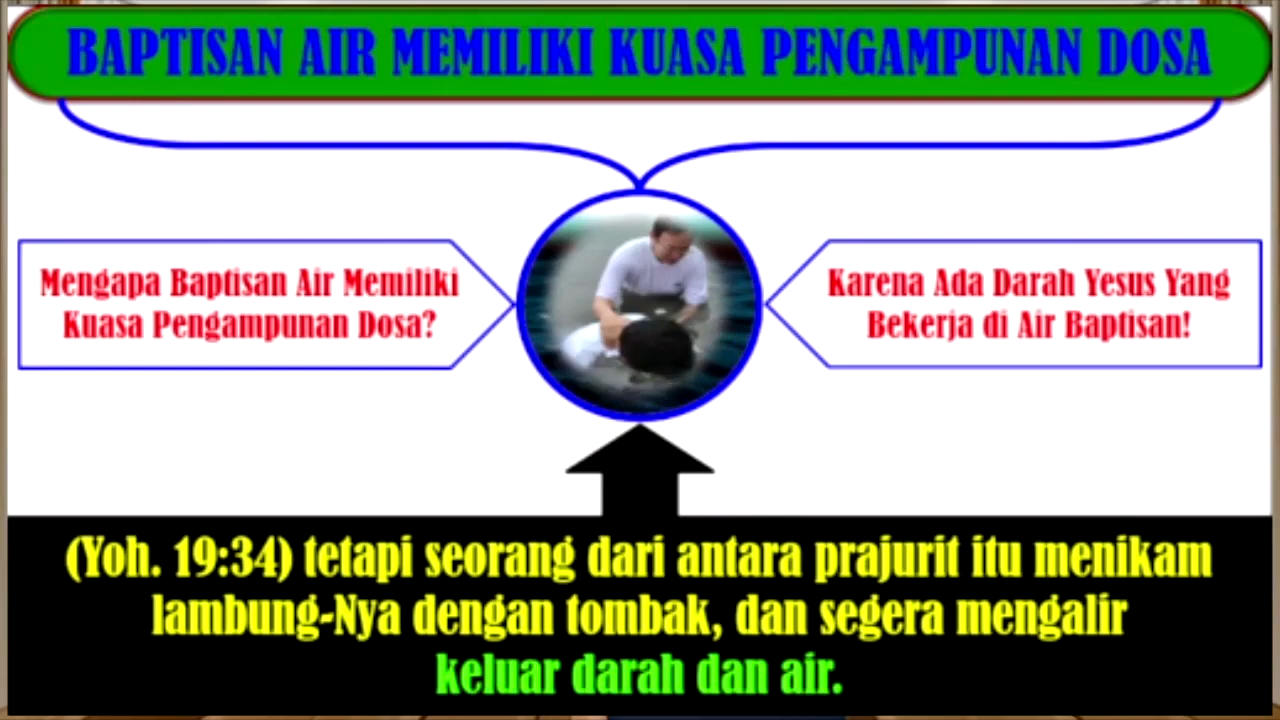 BAPTISAN AIR MEMILIKI KUASA PENGAMPUNAN DOSA
Mengapa Baptisan Air Memiliki
Kuasa Pengampunan Dosa?
Karena Ada Darah Yesus Yang
Bekerja di Air Baptisan!
(Yoh. 19:34) tetapi seorang dari antara prajurit itu menikam
lambung-Nya dengan tombak, dan segera mengalir
keluar darah dan air.